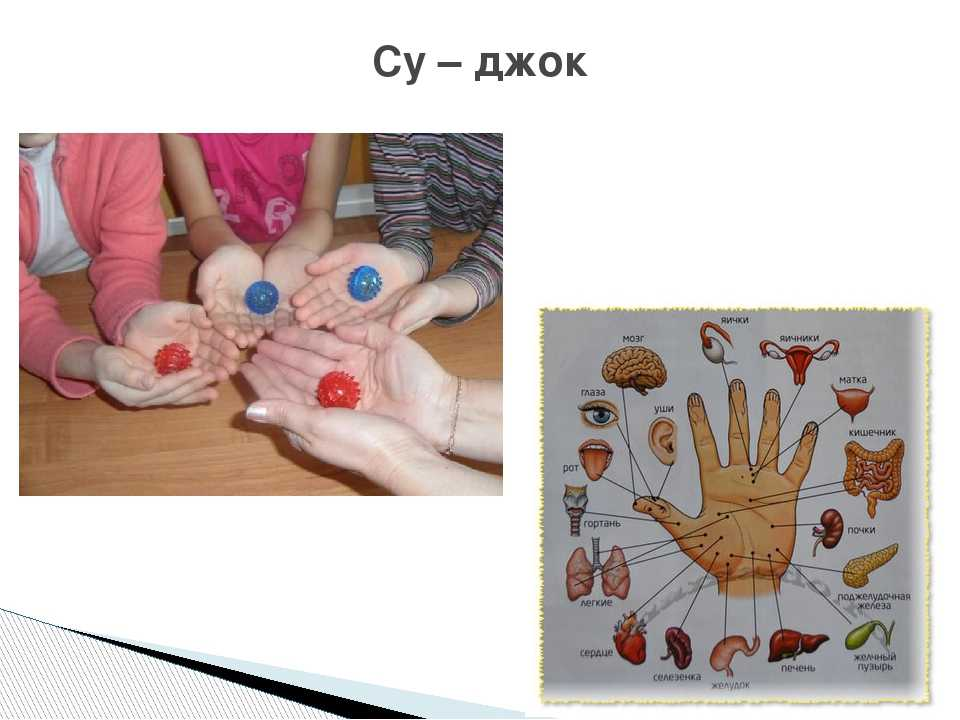 Су – джок
яички
мозг
яичники
глаза
матка
уши
кишечник
рот
гортань
почки
легкие
поджелудочная
железа
сердце
желчный
пузырь
печень
селезенка
желудок